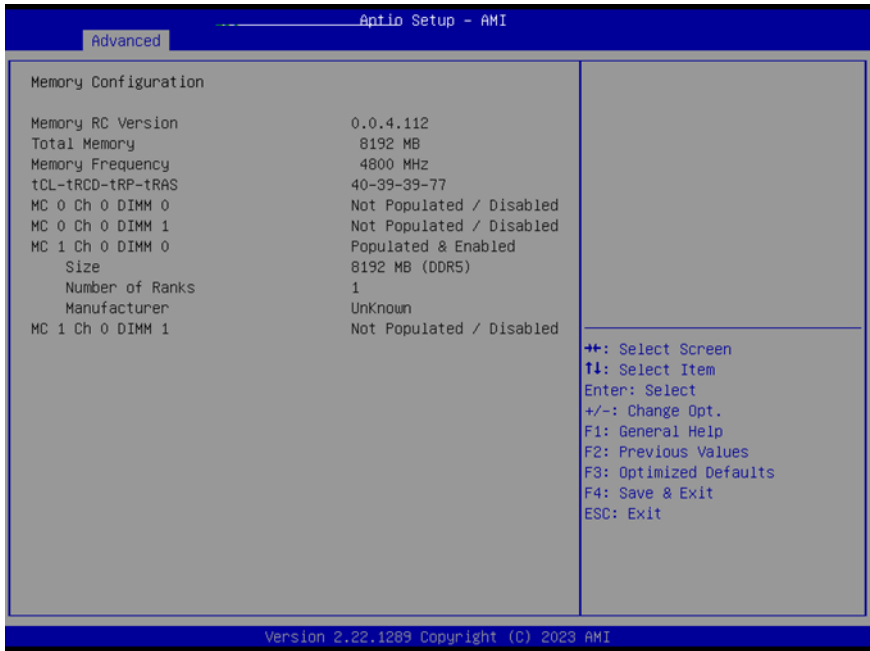 Aptio Setup – AMI
Advanced
Memory Configuration
Memory RC Version 0.0.4.112
Total Memory 8192 MB
Memory Frequency 4800 MHz
tCL-tRCD-tRP-tRAS 40-39-39-77
MC 0 Ch 0 DIMM 0 Not Populated / Disabled
MC 0 Ch 0 DIMM 1 Not Populated / Disabled
MC 1 Ch 0 DIMM 0 Populated & Enabled
Size 8192 MB (DDR5)
Number of Ranks 1
Manufacturer UnKnown
MC 1 Ch 0 DIMM 1 Not Populated / Disabled
→←: Select Screen
↑↓: Select Item
Enter: Select
+/-: Change Opt.
F1: General Help
F2: Previous Values
F3: Optimized Defaults
F4: Save & Exit
ESC: Exit
Version 2.22.1289 Copyright (C) 2023 AMI